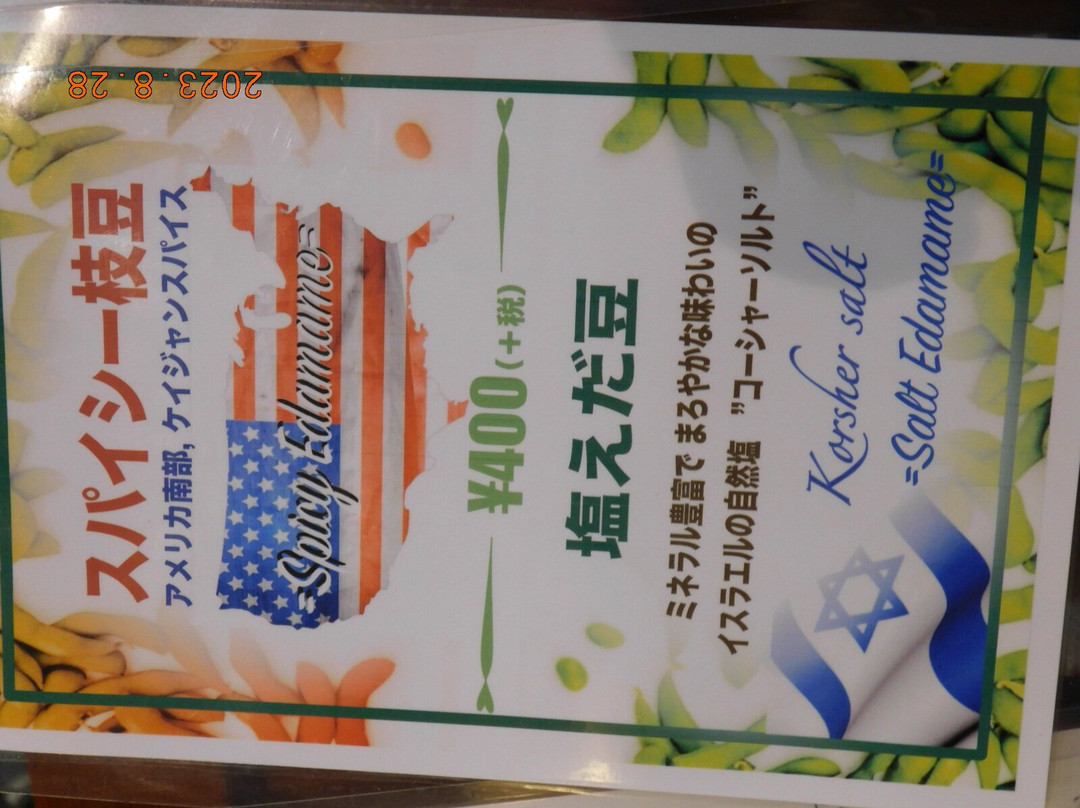 スパイシー枝豆
アメリカ南部, ケイジャンスパイス
=Spicy Edamame=
¥400(+税)
塩えだ豆
ミネラル豊富で まろやかな味わいの
イスラエルの自然塩 "コーシャーソルト"
Korsher salt
=Salt Edamame=
2023. 8. 28